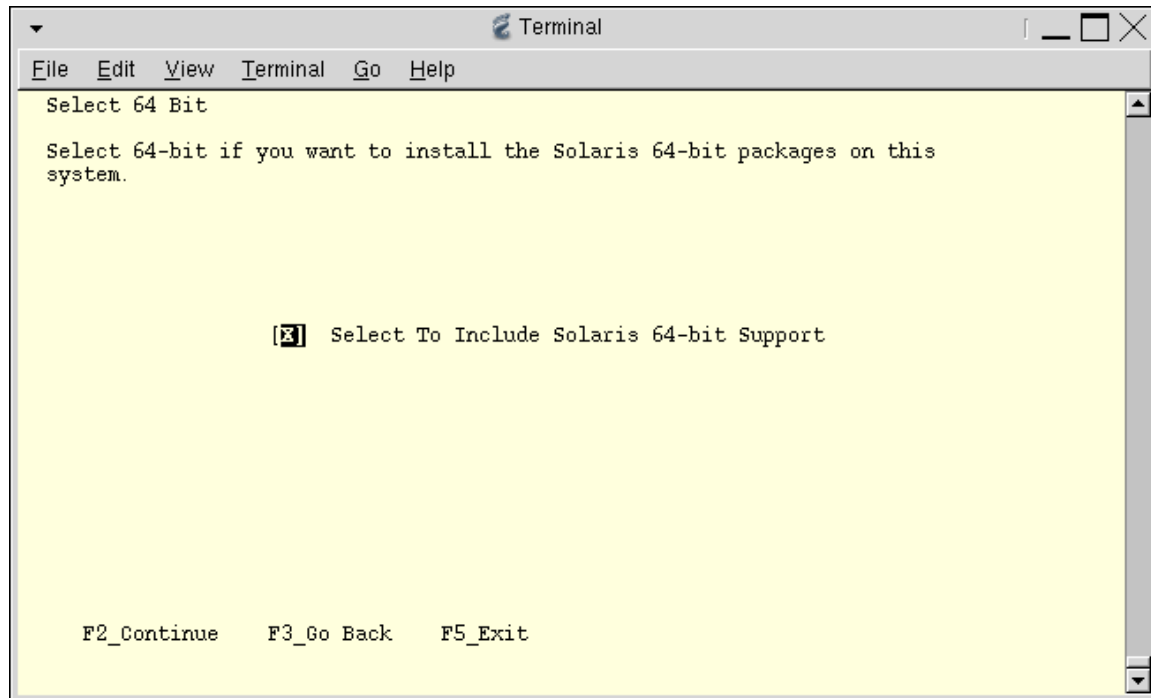 Terminal
File Edit View Terminal Go Help
Select 64 Bit
Select 64-bit if you want to install the Solaris 64-bit packages on this
system.
[X] Select To Include Solaris 64-bit Support
F2_Continue F3_Go Back F5_Exit